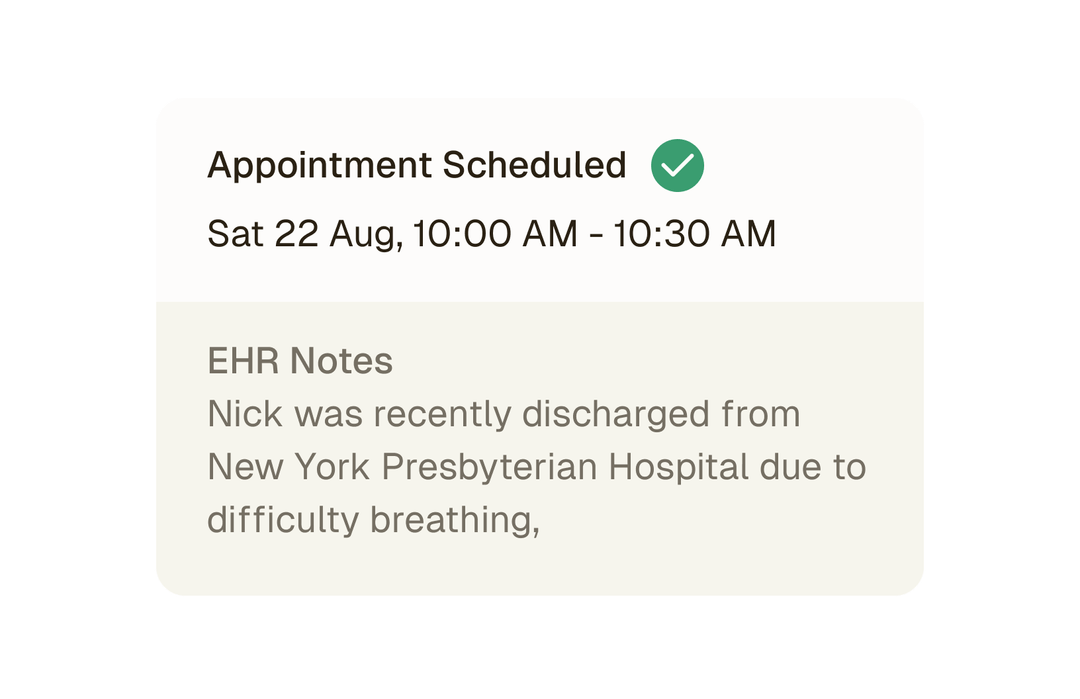 Appointment Scheduled
Sat 22 Aug, 10:00 AM - 10:30 AM
EHR Notes
Nick was recently discharged from
New York Presbyterian Hospital due to
difficulty breathing,